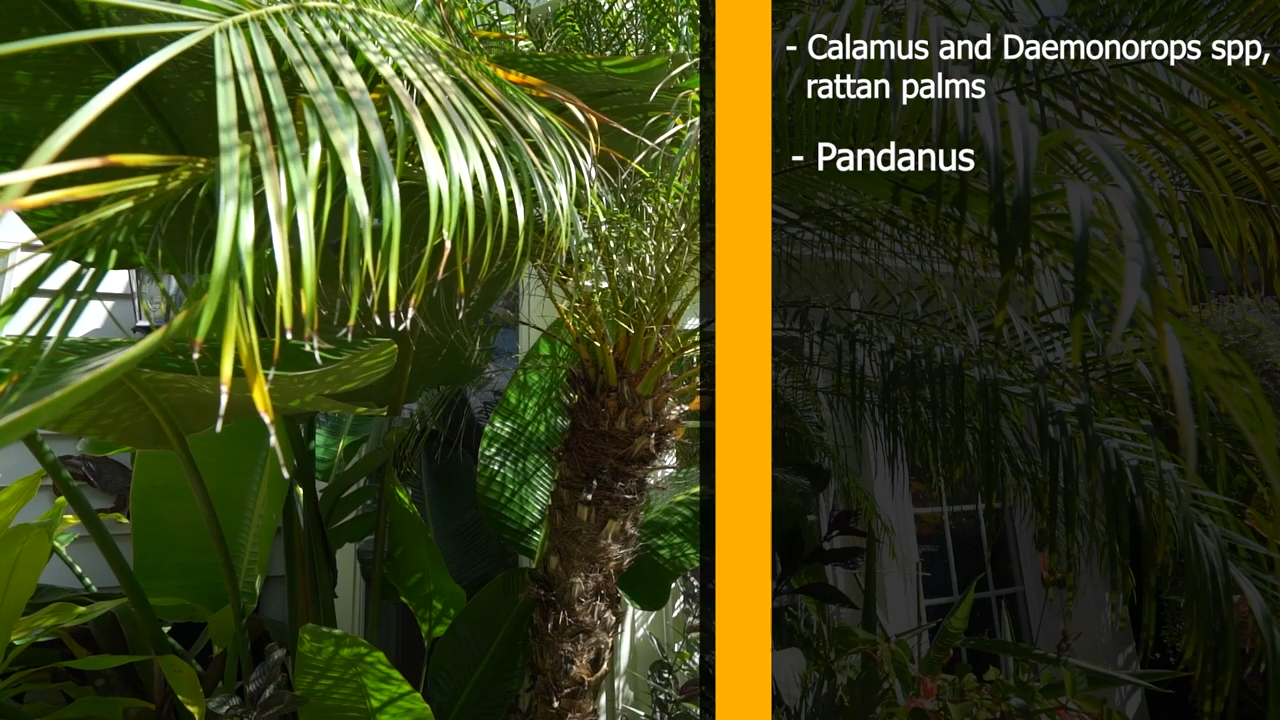 - Calamus and Daemonorops spp,
rattan palms
- Pandanus